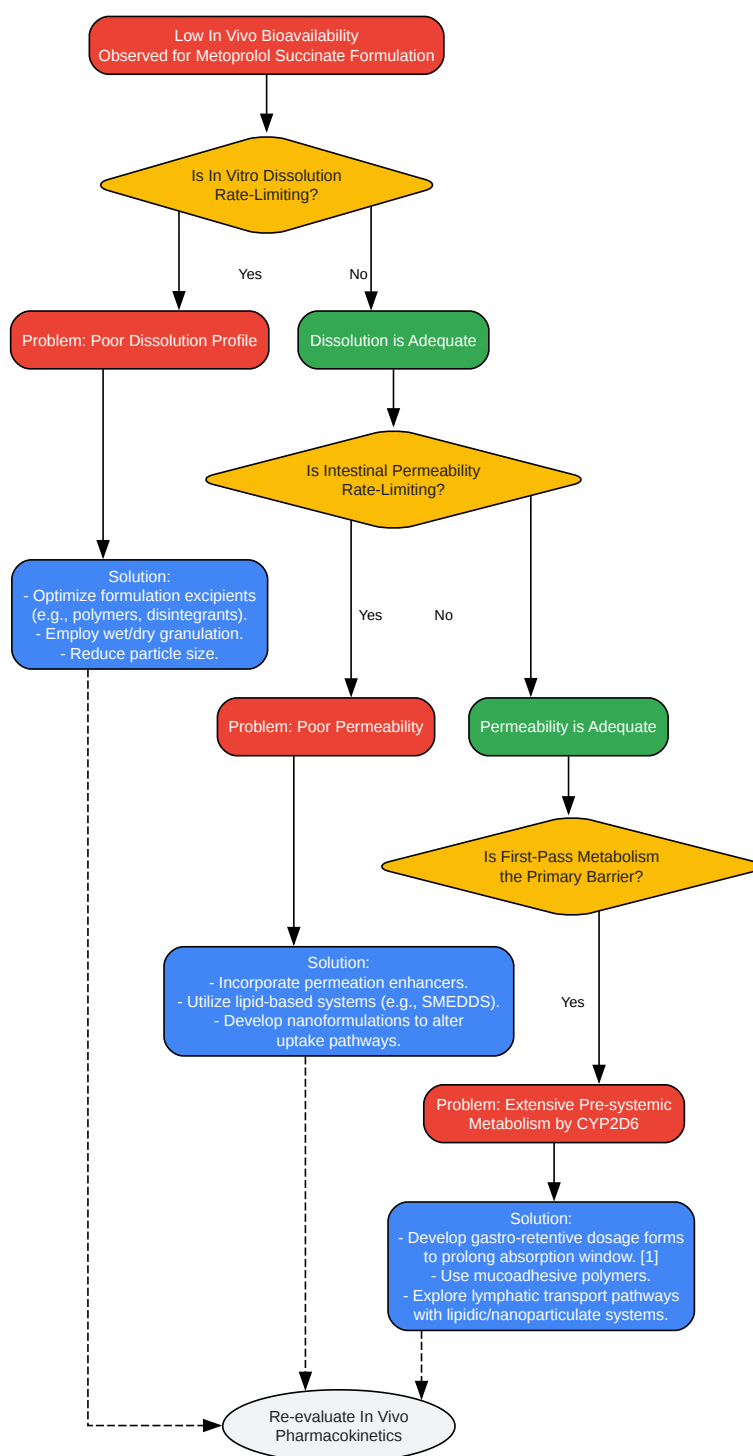 Low In Vivo Bioavailability
Observed for Metoprolol Succinate Formulation
Is In Vitro Dissolution
Rate-Limiting?
Yes
No
Problem: Poor Dissolution Profile
Dissolution is Adequate
Is Intestinal Permeability
Rate-Limiting?
Solution:
- Optimize formulation excipients
(e.g., polymers, disintegrants).
- Employ wet/dry granulation.
- Reduce particle size.
Yes
No
Problem: Poor Permeability
Permeability is Adequate
Is First-Pass Metabolism
the Primary Barrier?
Solution:
- Incorporate permeation enhancers.
- Utilize lipid-based systems (e.g., SMEDDS).
- Develop nanoformulations to alter
uptake pathways.
Yes
Problem: Extensive Pre-systemic
Metabolism by CYP2D6
Solution:
- Develop gastro-retentive dosage forms
to prolong absorption window. [1]
- Use mucoadhesive polymers.
- Explore lymphatic transport pathways
with lipidic/nanoparticulate systems.
Re-evaluate In Vivo
Pharmacokinetics